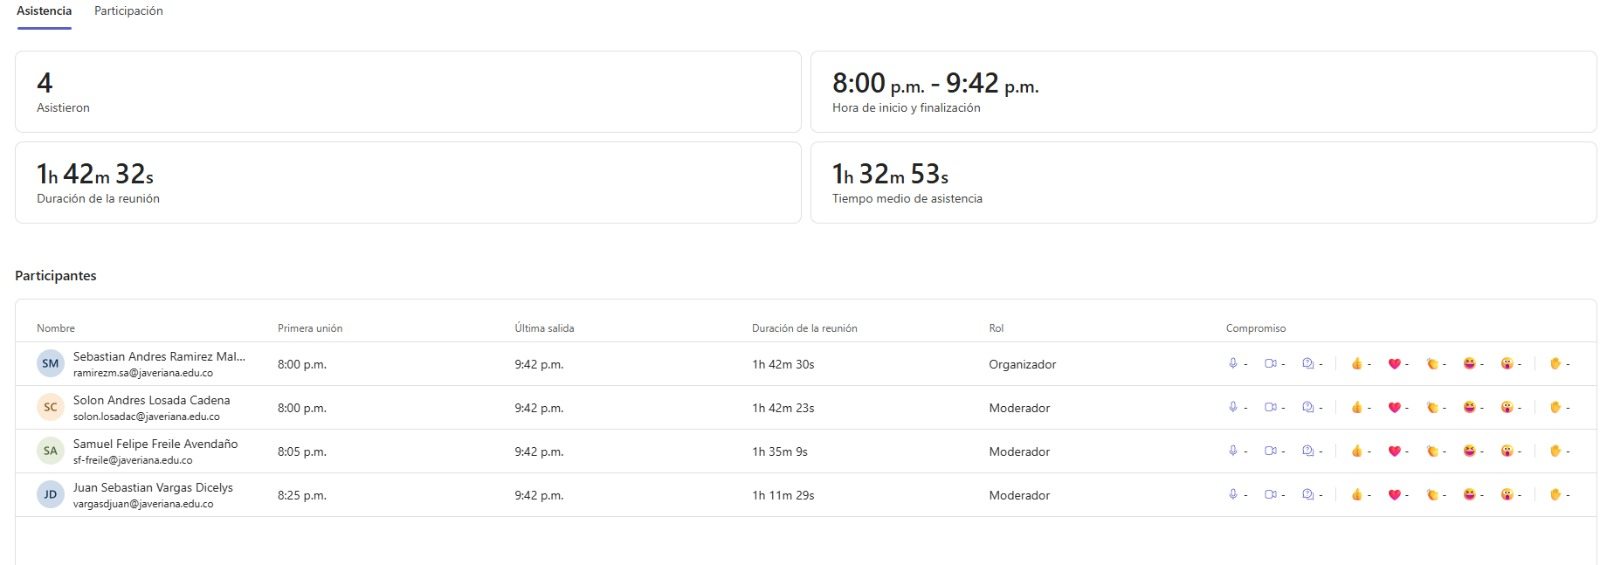 Asistencia Participación
4
Asistieron
8:00 p.m. - 9:42 p.m.
Hora de inicio y finalización
1h 42m 32s
Duración de la reunión
1h 32m 53s
Tiempo medio de asistencia
Participantes
Nombre Primera unión Última salida Duración de la reunión Rol Compromiso
SM Sebastian Andres Ramirez Mal... 8:00 p.m. 9:42 p.m. 1h 42m 30s Organizador - - - - - - - - -
ramirezm.sa@javeriana.edu.co
SC Solon Andres Losada Cadena 8:00 p.m. 9:42 p.m. 1h 42m 23s Moderador - - - - - - - - -
solon.losadac@javeriana.edu.co
SA Samuel Felipe Freile Avendaño 8:05 p.m. 9:42 p.m. 1h 35m 9s Moderador - - - - - - - - -
sf-freile@javeriana.edu.co
JD Juan Sebastian Vargas Dicelys 8:25 p.m. 9:42 p.m. 1h 11m 29s Moderador - - - - - - - - -
vargasdjuan@javeriana.edu.co